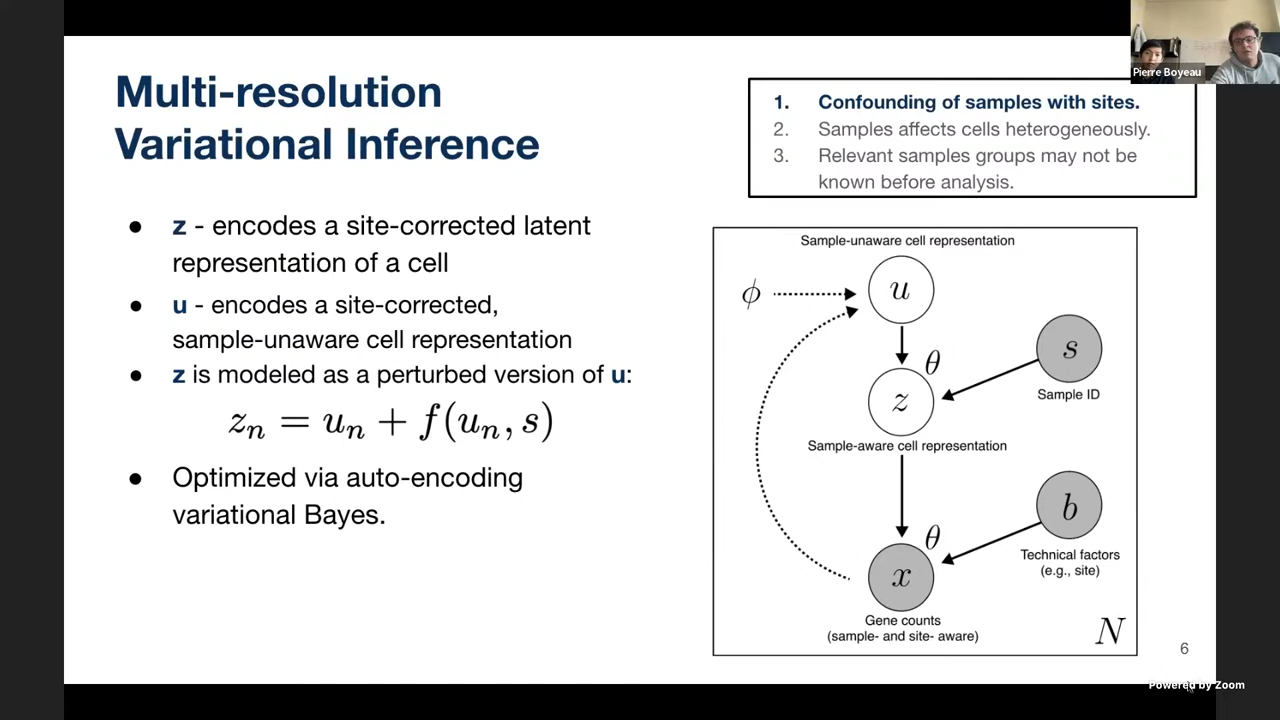 Multi-resolution
Variational Inference
● z - encodes a site-corrected latent
representation of a cell
● u - encodes a site-corrected,
sample-unaware cell representation
● z is modeled as a perturbed version of u:
zₙ = uₙ + f(uₙ, s)
● Optimized via auto-encoding
variational Bayes.
1. Confounding of samples with sites.
2. Samples affects cells heterogeneously.
3. Relevant samples groups may not be
known before analysis.
Sample-unaware cell representation
ϕ
u
θ
s
Sample ID
z
Sample-aware cell representation
θ
b
Technical factors
(e.g., site)
x
Gene counts
(sample- and site- aware)
N
6
Pierre Boyeau
Powered by Zoom